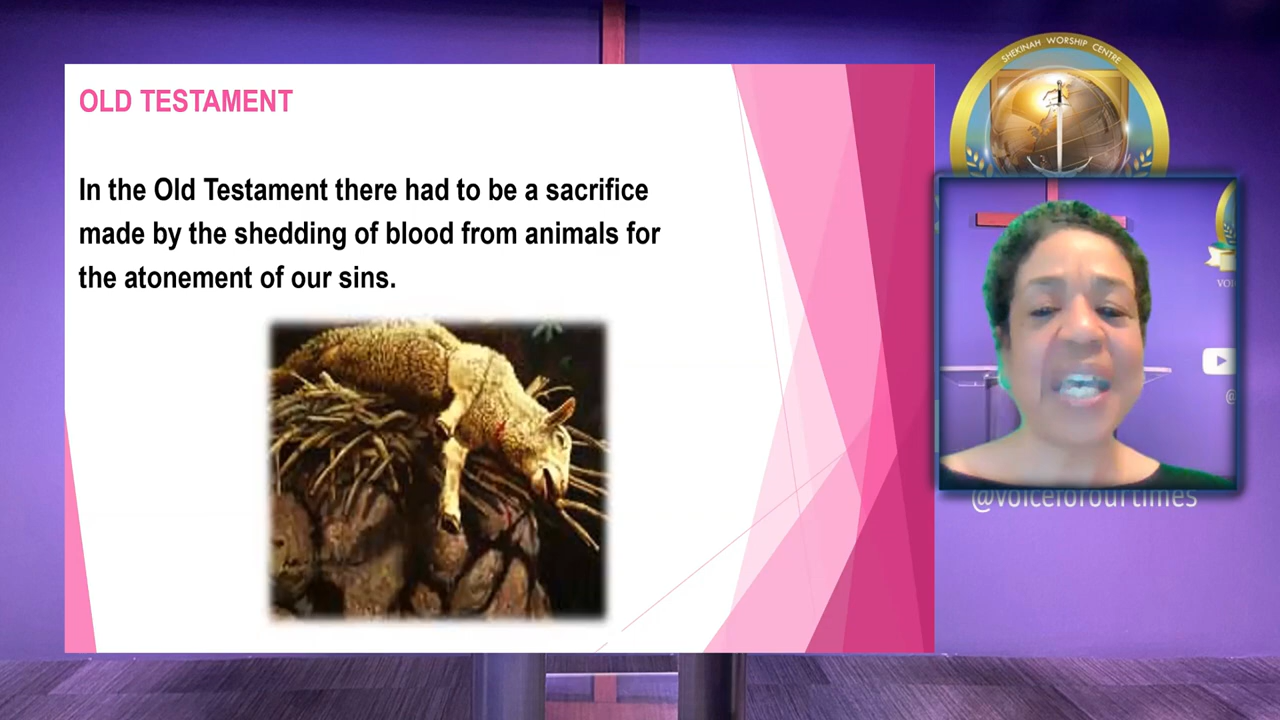 OLD TESTAMENT
In the Old Testament there had to be a sacrifice
made by the shedding of blood from animals for
the atonement of our sins.
SHEKINAH WORSHIP CENTRE
@voiceforourtimes